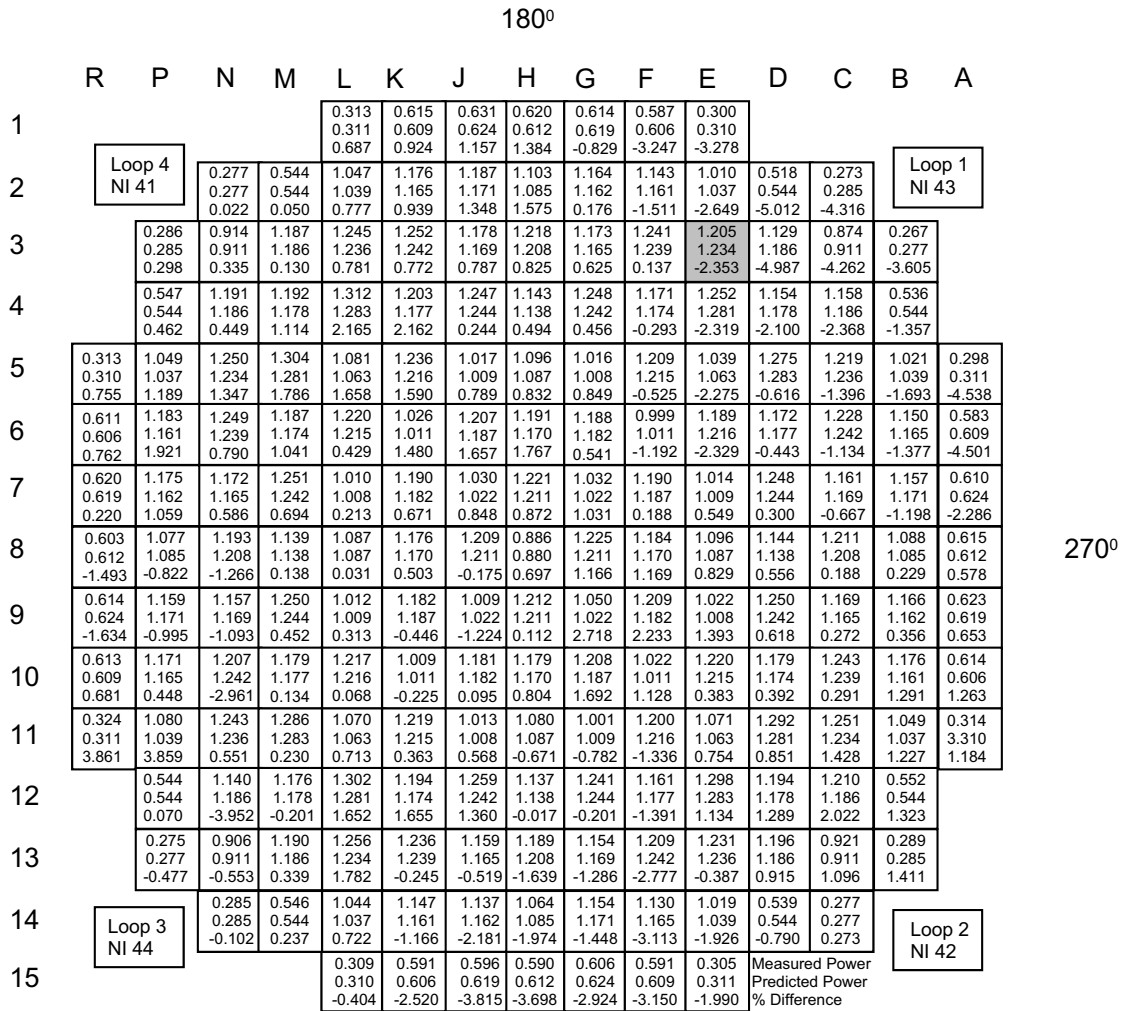 180⁰
R P N M L K J H G F E D C B A
1
0.313 0.615 0.631 0.620 0.614 0.587 0.300
0.311 0.609 0.624 0.612 0.619 0.606 0.310
0.687 0.924 1.157 1.384 -0.829 -3.247 -3.278
Loop 4
NI 41
Loop 1
NI 43
2
0.277 0.544 1.047 1.176 1.187 1.103 1.164 1.143 1.010 0.518 0.273
0.277 0.544 1.039 1.165 1.171 1.085 1.162 1.161 1.037 0.544 0.285
0.022 0.050 0.777 0.939 1.348 1.575 0.176 -1.511 -2.649 -5.012 -4.316
3
0.286 0.914 1.187 1.245 1.252 1.178 1.218 1.173 1.241 1.205 1.129 0.874 0.267
0.285 0.911 1.186 1.236 1.242 1.169 1.208 1.165 1.239 1.234 1.186 0.911 0.277
0.298 0.335 0.130 0.781 0.772 0.787 0.825 0.625 0.137 -2.353 -4.987 -4.262 -3.605
4
0.547 1.191 1.192 1.312 1.203 1.247 1.143 1.248 1.171 1.252 1.154 1.158 0.536
0.544 1.186 1.178 1.283 1.177 1.244 1.138 1.242 1.174 1.281 1.178 1.186 0.544
0.462 0.449 1.114 2.165 2.162 0.244 0.494 0.456 -0.293 -2.319 -2.100 -2.368 -1.357
5
0.313 1.049 1.250 1.304 1.081 1.236 1.017 1.096 1.016 1.209 1.039 1.275 1.219 1.021 0.298
0.310 1.037 1.234 1.281 1.063 1.216 1.009 1.087 1.008 1.215 1.063 1.283 1.236 1.039 0.311
0.755 1.189 1.347 1.786 1.658 1.590 0.789 0.832 0.849 -0.525 -2.275 -0.616 -1.396 -1.693 -4.538
6
0.611 1.183 1.249 1.187 1.220 1.026 1.207 1.191 1.188 0.999 1.189 1.172 1.228 1.150 0.583
0.606 1.161 1.239 1.174 1.215 1.011 1.187 1.170 1.182 1.011 1.216 1.177 1.242 1.165 0.609
0.762 1.921 0.790 1.041 0.429 1.480 1.657 1.767 0.541 -1.192 -2.329 -0.443 -1.134 -1.377 -4.501
7
0.620 1.175 1.172 1.251 1.010 1.190 1.030 1.221 1.032 1.190 1.014 1.248 1.161 1.157 0.610
0.619 1.162 1.165 1.242 1.008 1.182 1.022 1.211 1.022 1.187 1.009 1.244 1.169 1.171 0.624
0.220 1.059 0.586 0.694 0.213 0.671 0.848 0.872 1.031 0.188 0.549 0.300 -0.667 -1.198 -2.286
8
0.603 1.077 1.193 1.139 1.087 1.176 1.209 0.886 1.225 1.184 1.096 1.144 1.211 1.088 0.615
0.612 1.085 1.208 1.138 1.087 1.170 1.211 0.880 1.211 1.170 1.087 1.138 1.208 1.085 0.612
-1.493 -0.822 -1.266 0.138 0.031 0.503 -0.175 0.697 1.166 1.169 0.829 0.556 0.188 0.229 0.578
270⁰
9
0.614 1.159 1.157 1.250 1.012 1.182 1.009 1.212 1.050 1.209 1.022 1.250 1.169 1.166 0.623
0.624 1.171 1.169 1.244 1.009 1.187 1.022 1.211 1.022 1.182 1.008 1.242 1.165 1.162 0.619
-1.634 -0.995 -1.093 0.452 0.313 -0.446 -1.224 0.112 2.718 2.233 1.393 0.618 0.272 0.356 0.653
10
0.613 1.171 1.207 1.179 1.217 1.009 1.181 1.179 1.208 1.022 1.220 1.179 1.243 1.176 0.614
0.609 1.165 1.242 1.177 1.216 1.011 1.182 1.170 1.187 1.011 1.215 1.174 1.239 1.161 0.606
0.681 0.448 -2.961 0.134 0.068 -0.225 0.095 0.804 1.692 1.128 0.383 0.392 0.291 1.291 1.263
11
0.324 1.080 1.243 1.286 1.070 1.219 1.013 1.080 1.001 1.200 1.071 1.292 1.251 1.049 0.314
0.311 1.039 1.236 1.283 1.063 1.215 1.008 1.087 1.009 1.216 1.063 1.281 1.234 1.037 3.310
3.861 3.859 0.551 0.230 0.713 0.363 0.568 -0.671 -0.782 -1.336 0.754 0.851 1.428 1.227 1.184
12
0.544 1.140 1.176 1.302 1.194 1.259 1.137 1.241 1.161 1.298 1.194 1.210 0.552
0.544 1.186 1.178 1.281 1.174 1.242 1.138 1.244 1.177 1.283 1.178 1.186 0.544
0.070 -3.952 -0.201 1.652 1.655 1.360 -0.017 -0.201 -1.391 1.134 1.289 2.022 1.323
13
0.275 0.906 1.190 1.256 1.236 1.159 1.189 1.154 1.209 1.231 1.196 0.921 0.289
0.277 0.911 1.186 1.234 1.239 1.165 1.208 1.169 1.242 1.236 1.186 0.911 0.285
-0.477 -0.553 0.339 1.782 -0.245 -0.519 -1.639 -1.286 -2.777 -0.387 0.915 1.096 1.411
14
0.285 0.546 1.044 1.147 1.137 1.064 1.154 1.130 1.019 0.539 0.277
0.285 0.544 1.037 1.161 1.162 1.085 1.171 1.165 1.039 0.544 0.277
-0.102 0.237 0.722 -1.166 -2.181 -1.974 -1.448 -3.113 -1.926 -0.790 0.273
Loop 3
NI 44
Loop 2
NI 42
15
0.309 0.591 0.596 0.590 0.606 0.591 0.305 Measured Power
0.310 0.606 0.619 0.612 0.624 0.609 0.311 Predicted Power
-0.404 -2.520 -3.815 -3.698 -2.924 -3.150 -1.990 % Difference